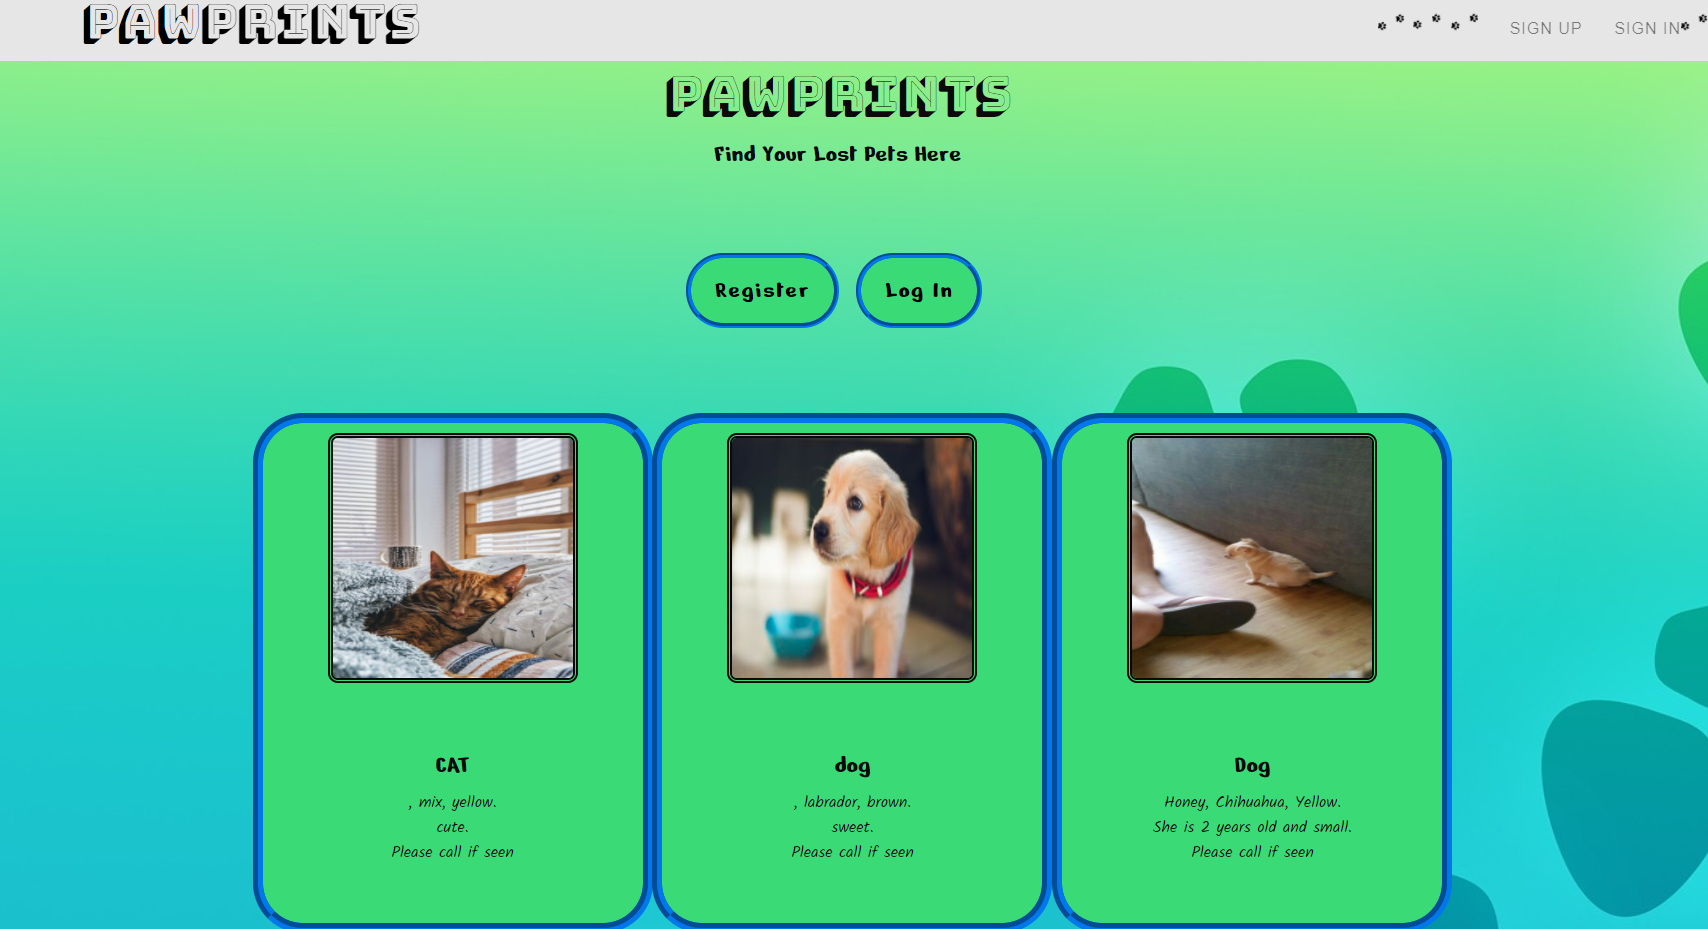 PAWPRINTS
SIGN UP SIGN IN
PAWPRINTS
Find Your Lost Pets Here
Register Log In
CAT
, mix, yellow.
cute.
Please call if seen
dog
, labrador, brown.
sweet.
Please call if seen
Dog
Honey, Chihuahua, Yellow.
She is 2 years old and small.
Please call if seen